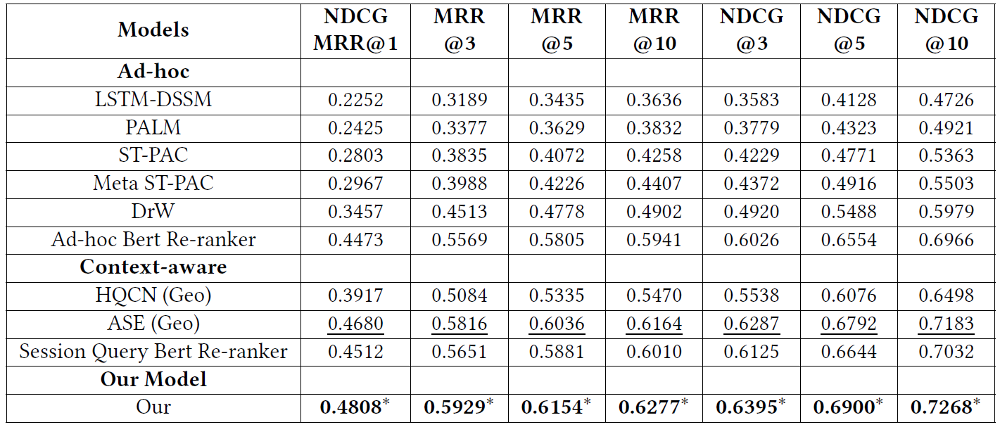 Models NDCG MRR@1 MRR @3 MRR @5 MRR @10 NDCG @3 NDCG @5 NDCG @10
Ad-hoc
LSTM-DSSM 0.2252 0.3189 0.3435 0.3636 0.3583 0.4128 0.4726
PALM 0.2425 0.3377 0.3629 0.3832 0.3779 0.4323 0.4921
ST-PAC 0.2803 0.3835 0.4072 0.4258 0.4229 0.4771 0.5363
Meta ST-PAC 0.2967 0.3988 0.4226 0.4407 0.4372 0.4916 0.5503
DrW 0.3457 0.4513 0.4778 0.4902 0.4920 0.5488 0.5979
Ad-hoc Bert Re-ranker 0.4473 0.5569 0.5805 0.5941 0.6026 0.6554 0.6966
Context-aware
HQCN (Geo) 0.3917 0.5084 0.5335 0.5470 0.5538 0.6076 0.6498
ASE (Geo) 0.4680 0.5816 0.6036 0.6164 0.6287 0.6792 0.7183
Session Query Bert Re-ranker 0.4512 0.5651 0.5881 0.6010 0.6125 0.6644 0.7032
Our Model
Our 0.4808* 0.5929* 0.6154* 0.6277* 0.6395* 0.6900* 0.7268*